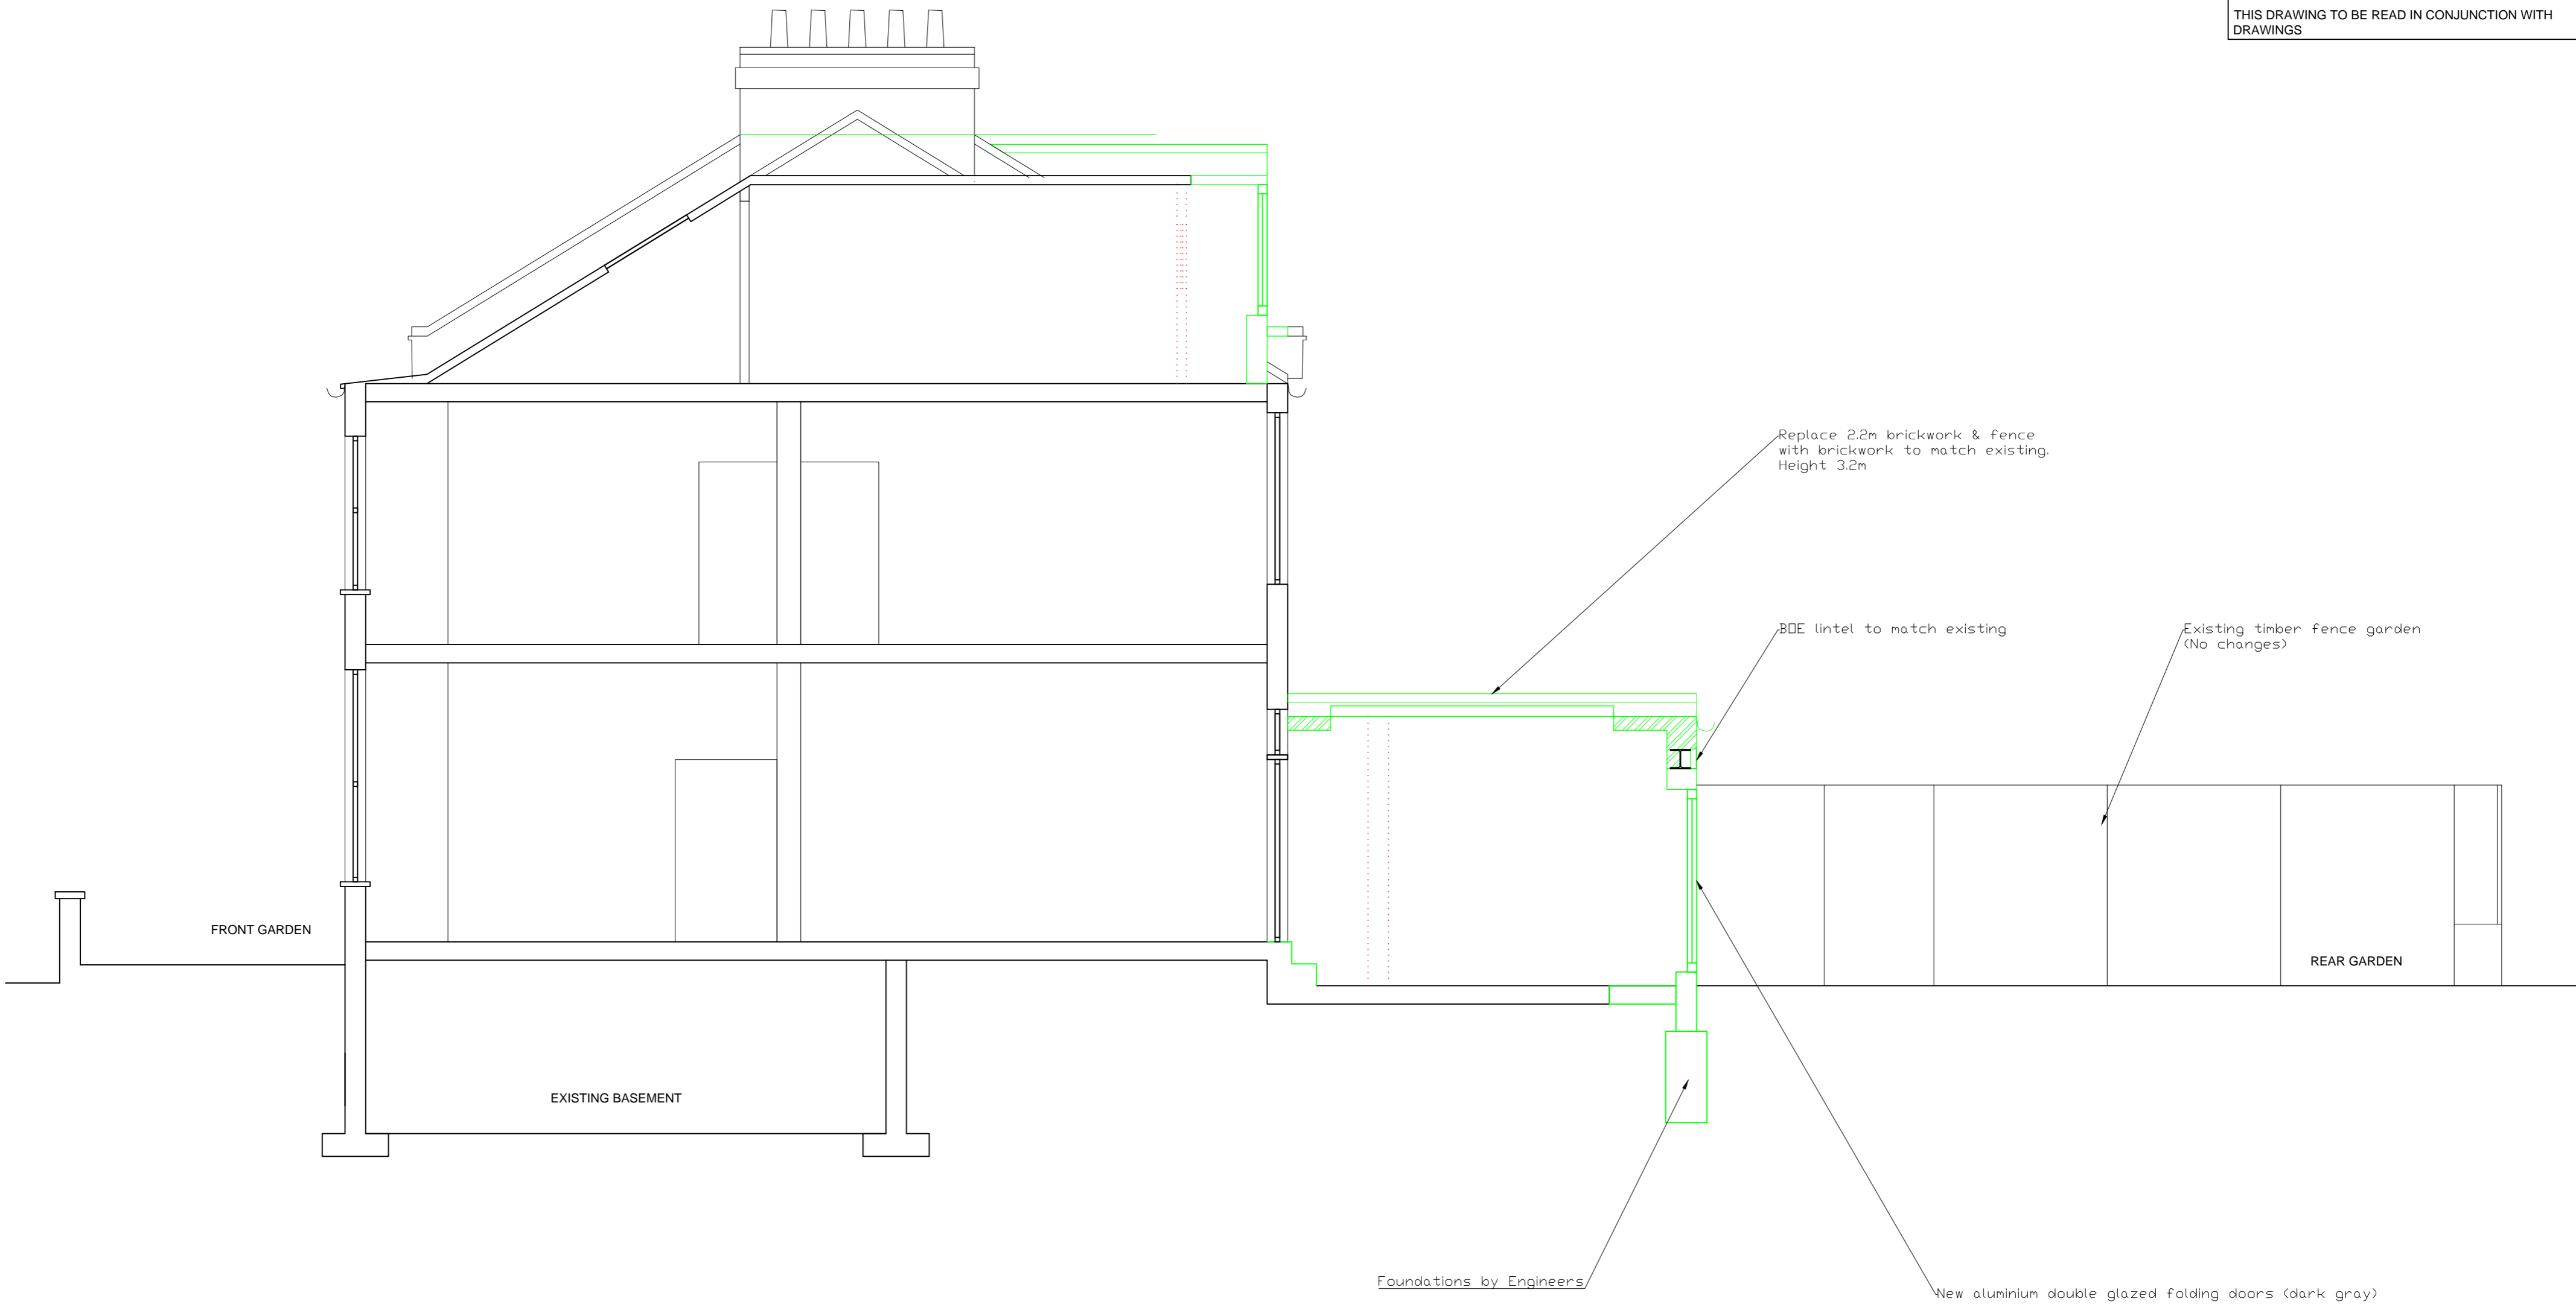 THIS DRAWING TO BE READ IN CONJUNCTION WITH
DRAWINGS
Replace 2.2m brickwork & fence
with brickwork to match existing.
Height 3.2m
BOE lintel to match existing
Existing timber fence garden
(No changes)
FRONT GARDEN
REAR GARDEN
EXISTING BASEMENT
Foundations by Engineers
New aluminium double glazed folding doors (dark gray)